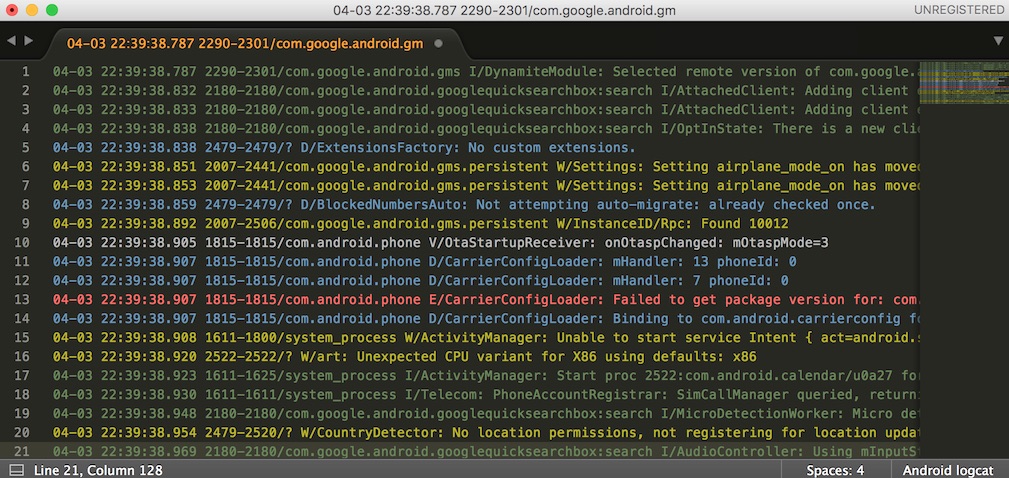 04-03 22:39:38.787 2290-2301/com.google.android.gm
UNREGISTERED
04-03 22:39:38.787 2290-2301/com.google.android.gm
1 04-03 22:39:38.787 2290-2301/com.google.android.gms I/DynamiteModule: Selected remote version of com.google.
2 04-03 22:39:38.832 2180-2180/com.google.android.googlequicksearchbox:search I/AttachedClient: Adding client
3 04-03 22:39:38.833 2180-2180/com.google.android.googlequicksearchbox:search I/AttachedClient: Adding client
4 04-03 22:39:38.838 2180-2180/com.google.android.googlequicksearchbox:search I/OptInState: There is a new clie
5 04-03 22:39:38.838 2479-2479/? D/ExtensionsFactory: No custom extensions.
6 04-03 22:39:38.851 2007-2441/com.google.android.gms.persistent W/Settings: Setting airplane_mode_on has moved
7 04-03 22:39:38.853 2007-2441/com.google.android.gms.persistent W/Settings: Setting airplane_mode_on has moved
8 04-03 22:39:38.859 2479-2479/? D/BlockedNumbersAuto: Not attempting auto-migrate: already checked once.
9 04-03 22:39:38.892 2007-2506/com.google.android.gms.persistent W/InstanceID/Rpc: Found 10012
10 04-03 22:39:38.905 1815-1815/com.android.phone V/OtaStartupReceiver: onOtaspChanged: mOtaspMode=3
11 04-03 22:39:38.907 1815-1815/com.android.phone D/CarrierConfigLoader: mHandler: 13 phoneId: 0
12 04-03 22:39:38.907 1815-1815/com.android.phone D/CarrierConfigLoader: mHandler: 7 phoneId: 0
13 04-03 22:39:38.907 1815-1815/com.android.phone E/CarrierConfigLoader: Failed to get package version for: com.
14 04-03 22:39:38.907 1815-1815/com.android.phone D/CarrierConfigLoader: Binding to com.android.carrierconfig fo
15 04-03 22:39:38.908 1611-1800/system_process W/ActivityManager: Unable to start service Intent { act=android.s
16 04-03 22:39:38.920 2522-2522/? W/art: Unexpected CPU variant for X86 using defaults: x86
17 04-03 22:39:38.923 1611-1625/system_process I/ActivityManager: Start proc 2522:com.android.calendar/u0a27 for
18 04-03 22:39:38.930 1611-1611/system_process I/Telecom: PhoneAccountRegistrar: SimCallManager queried, returni
19 04-03 22:39:38.948 2180-2180/com.google.android.googlequicksearchbox:search I/MicroDetectionWorker: Micro det
20 04-03 22:39:38.954 2479-2520/? W/CountryDetector: No location permissions, not registering for location updat
21 04-03 22:39:38.969 2180-2180/com.google.android.googlequicksearchbox:search I/AudioController: Using mInputSt
Line 21, Column 128
Spaces: 4
Android logcat